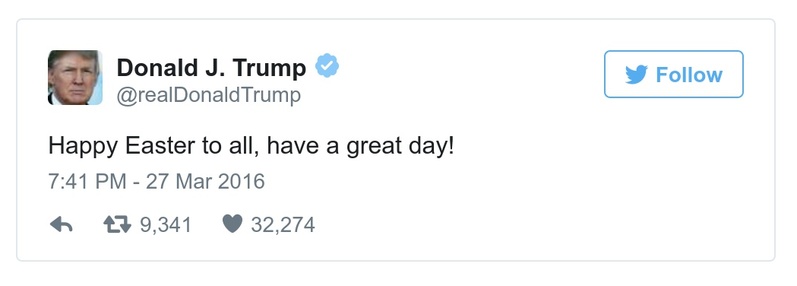 Donald J. Trump
@realDonaldTrump
Follow
Happy Easter to all, have a great day!
7:41 PM - 27 Mar 2016
9,341 32,274